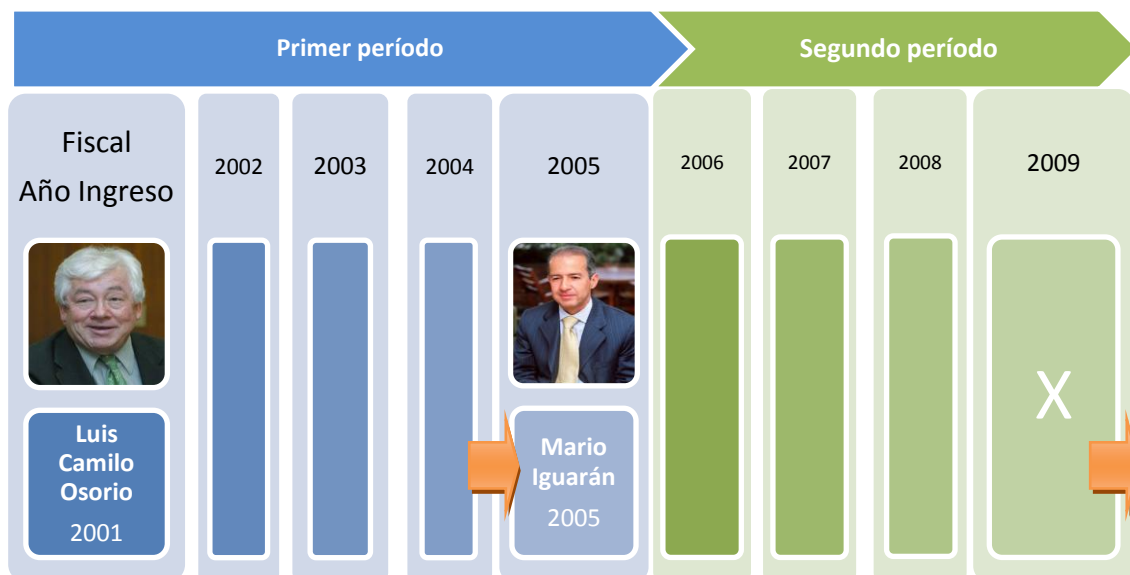 Primer período
Segundo período
Fiscal
Año Ingreso
2002
2003
2004
2005
2006
2007
2008
2009
Luis
Camilo
Osorio
2001
Mario
Iguarán
2005
X